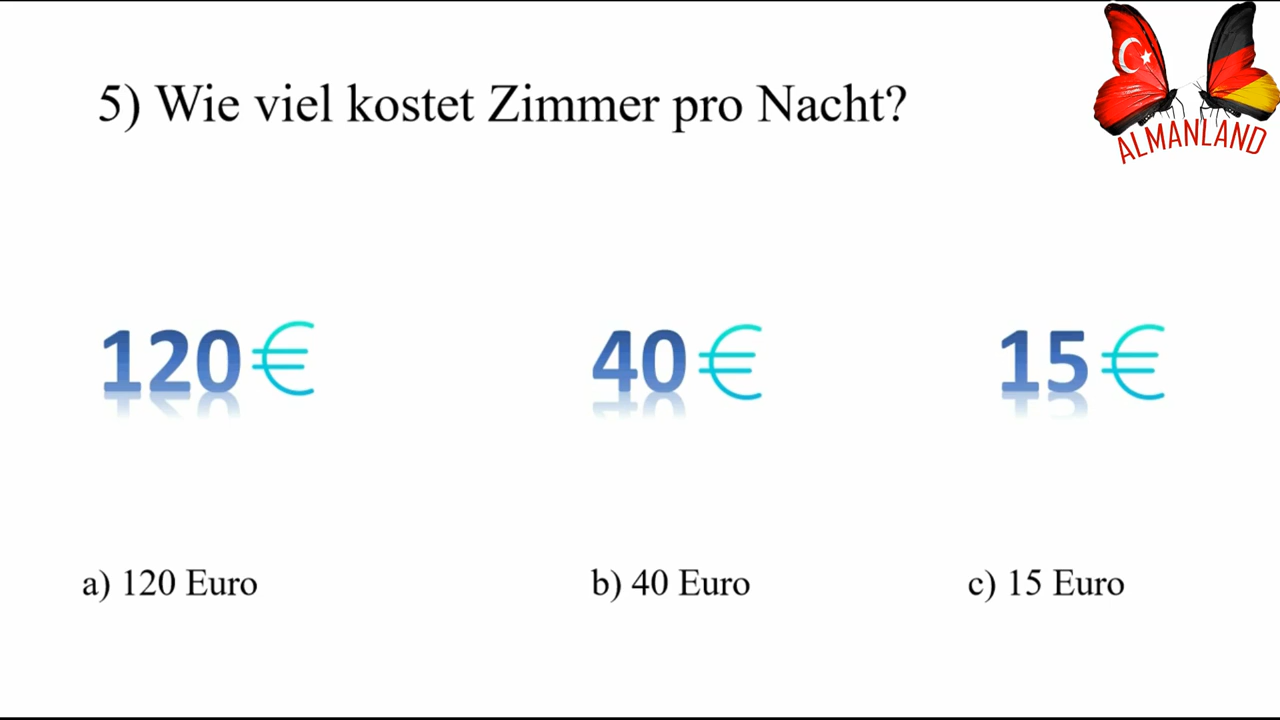 5) Wie viel kostet Zimmer pro Nacht?
ALMANLAND
120€ 40€ 15€
a) 120 Euro b) 40 Euro c) 15 Euro